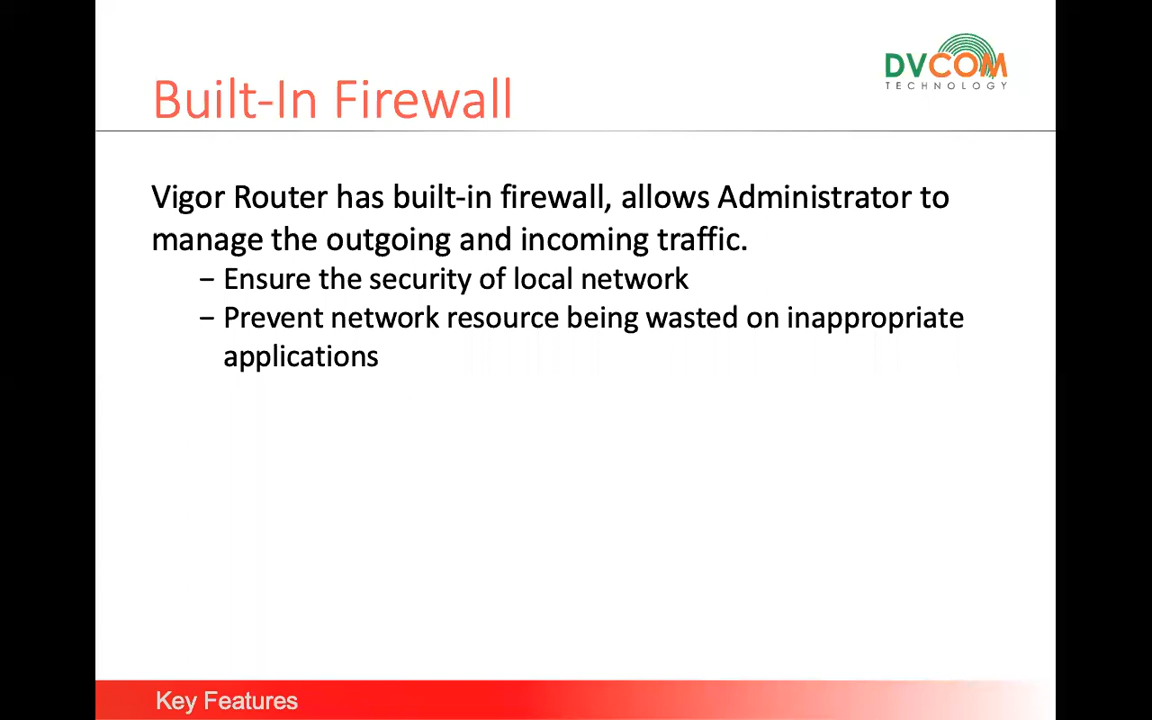 DVCOM
TECHNOLOGY
Built-In Firewall
Vigor Router has built-in firewall, allows Administrator to
manage the outgoing and incoming traffic.
– Ensure the security of local network
– Prevent network resource being wasted on inappropriate
applications
Key Features